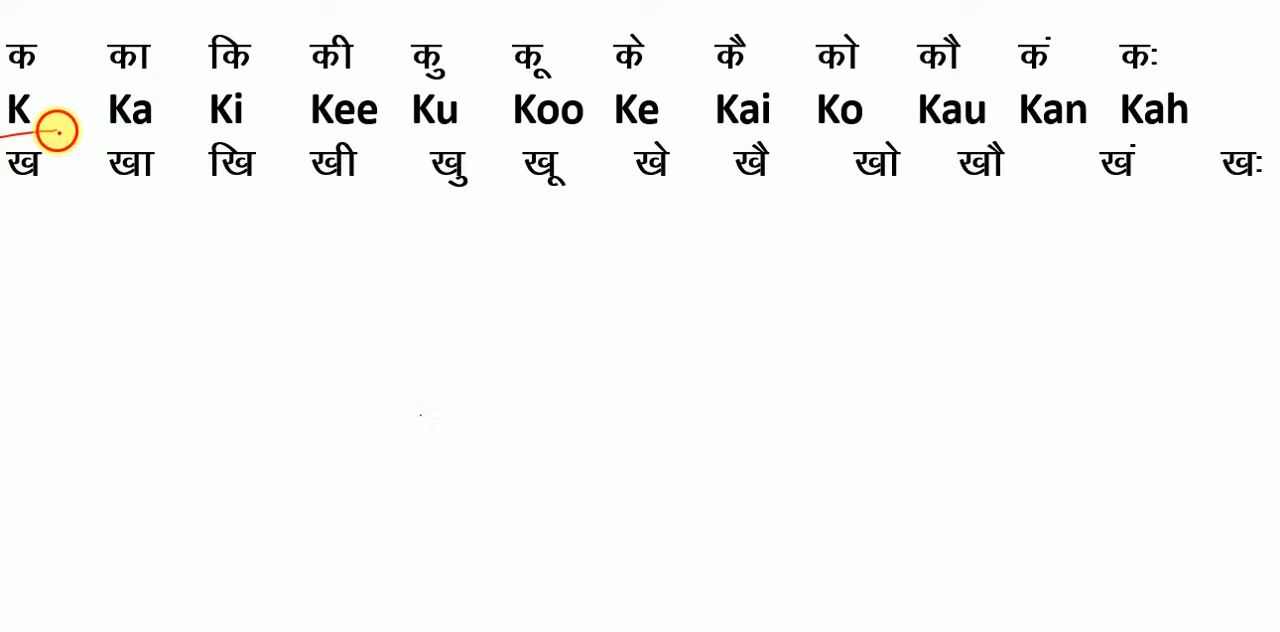 क का कि की कु कू के कै को कौ कं कः
K Ka Ki Kee Ku Koo Ke Kai Ko Kau Kan Kah
ख खा खि खी खु खू खे खै खो खौ खं खः